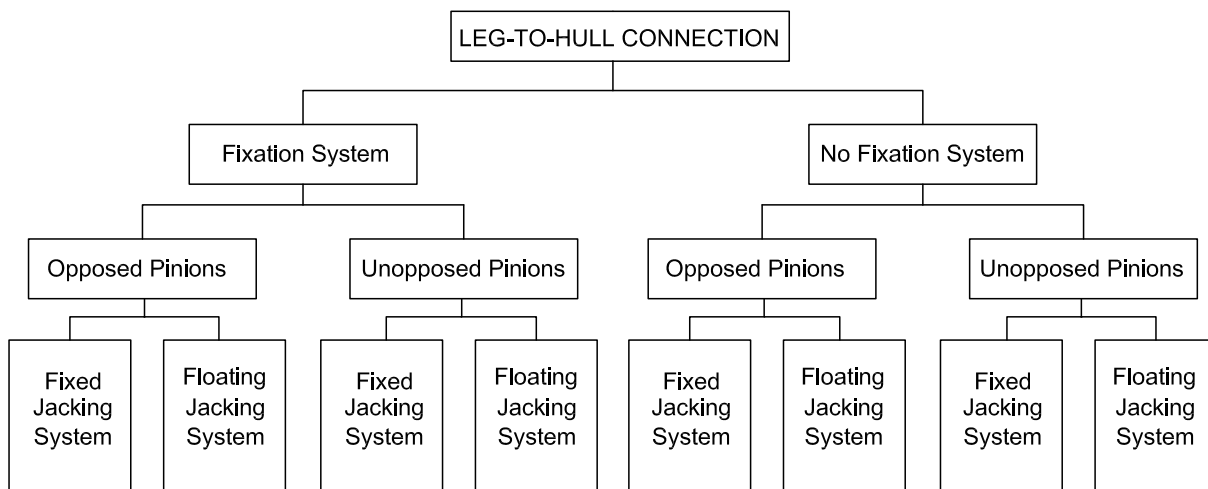 LEG-TO-HULL CONNECTION
Fixation System
No Fixation System
Opposed Pinions
Unopposed Pinions
Opposed Pinions
Unopposed Pinions
Fixed
Jacking
System
Floating
Jacking
System
Fixed
Jacking
System
Floating
Jacking
System
Fixed
Jacking
System
Floating
Jacking
System
Fixed
Jacking
System
Floating
Jacking
System